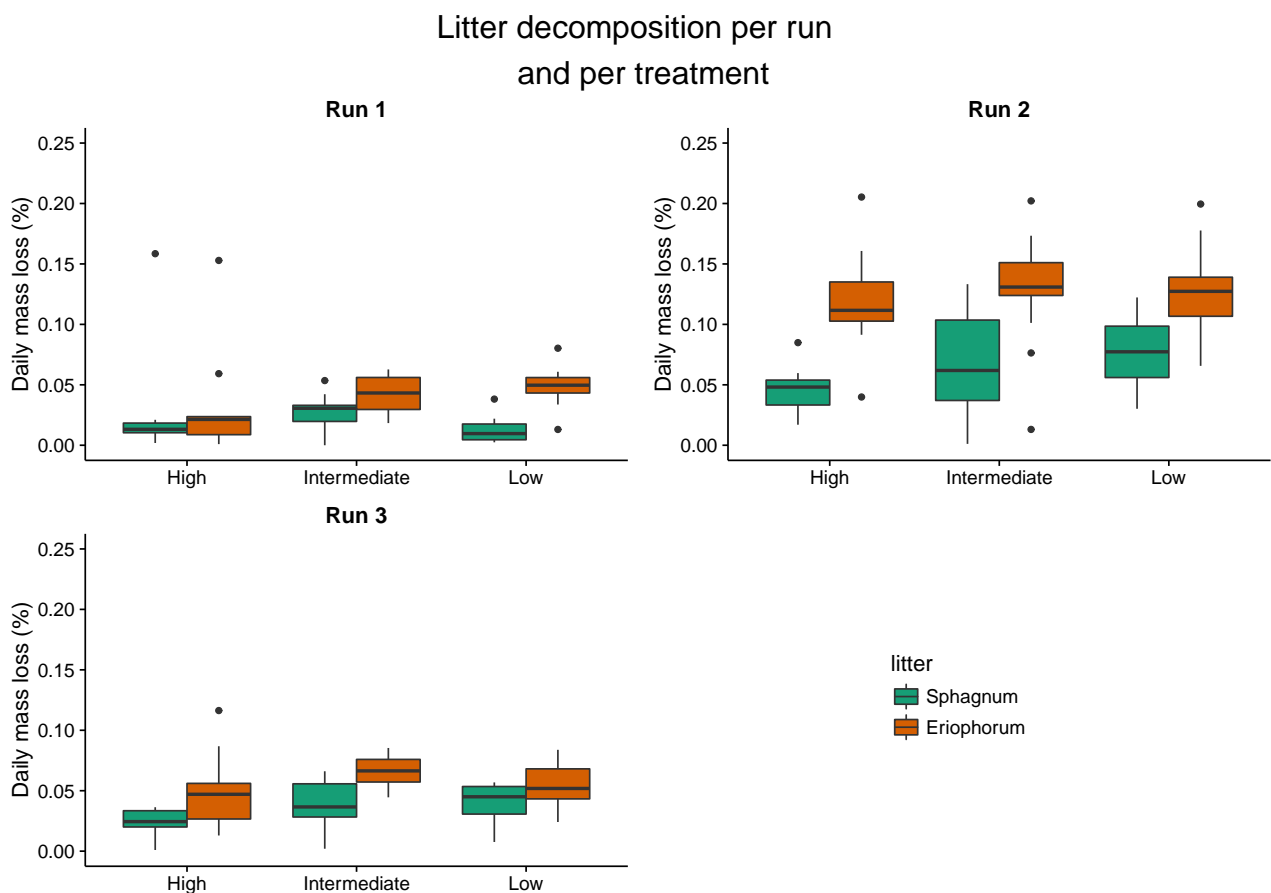 Litter decomposition per run
and per treatment
Run 1
Daily mass loss (%)
0.25
0.20
0.15
0.10
0.05
0.00
High Intermediate Low
Run 2
Daily mass loss (%)
0.25
0.20
0.15
0.10
0.05
0.00
High Intermediate Low
Run 3
Daily mass loss (%)
0.25
0.20
0.15
0.10
0.05
0.00
High Intermediate Low
litter
Sphagnum
Eriophorum